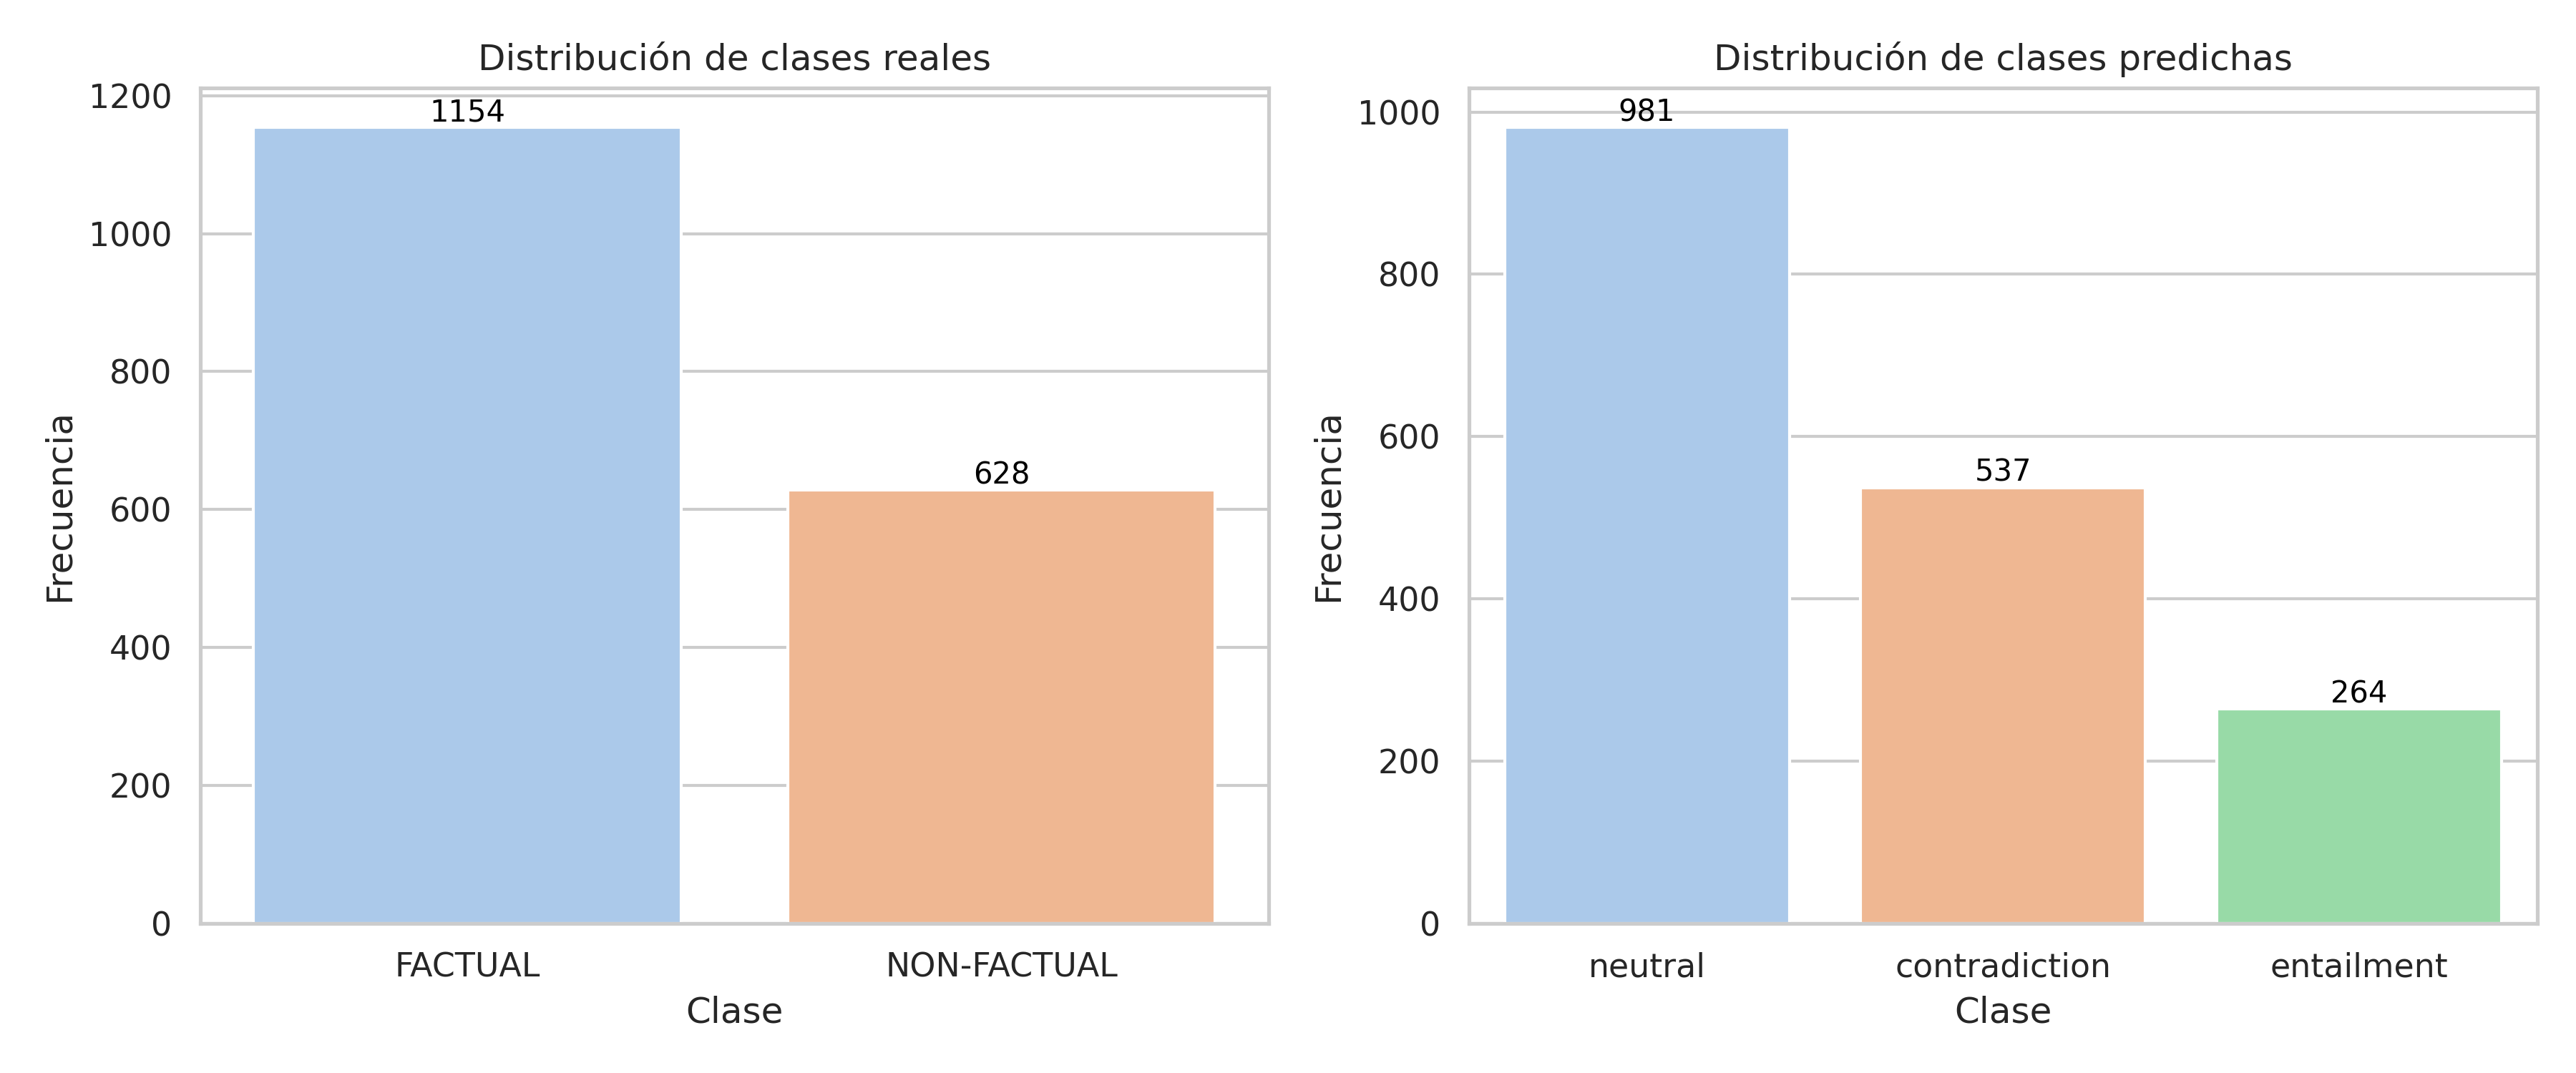 Distribución de clases reales
1200
1000
800
600
400
200
0
Frecuencia
1154
628
FACTUAL
NON-FACTUAL
Clase
Distribución de clases predichas
1000
800
600
400
200
0
Frecuencia
981
537
264
neutral
contradiction
entailment
Clase